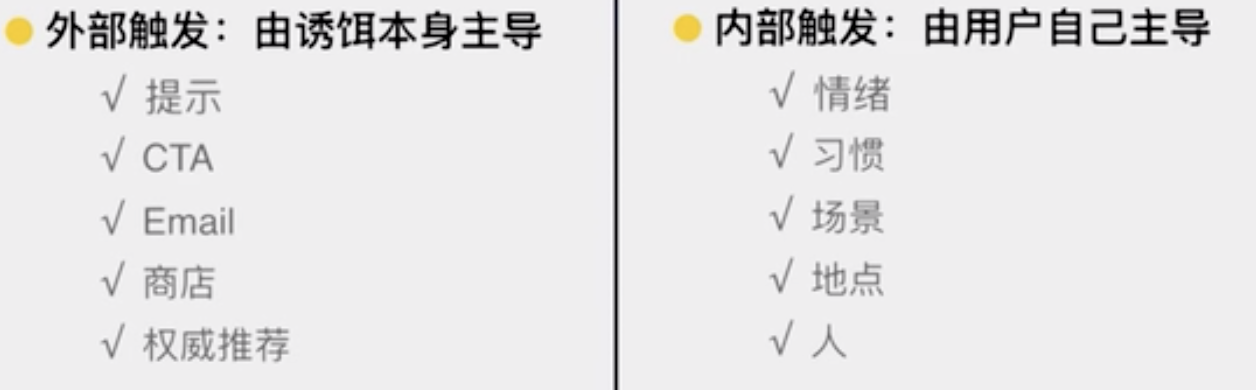 外部触发：由诱饵本身主导
√ 提示
√ CTA
√ Email
√ 商店
√ 权威推荐
内部触发：由用户自己主导
√ 情绪
√ 习惯
√ 场景
√ 地点
√ 人